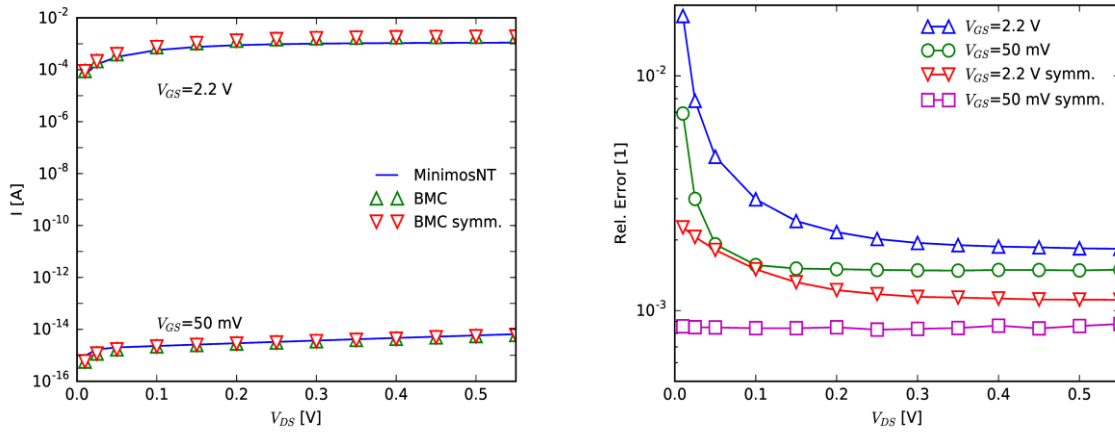 10^-2
10^-4
10^-6
10^-8
10^-10
10^-12
10^-14
10^-16
I [A]
V_GS=2.2 V
MinimosNT
BMC
BMC symm.
V_GS=50 mV
0.0 0.1 0.2 0.3 0.4 0.5
V_DS [V]
10^-2
10^-3
Rel. Error [1]
V_GS=2.2 V
V_GS=50 mV
V_GS=2.2 V symm.
V_GS=50 mV symm.
0.0 0.1 0.2 0.3 0.4 0.5
V_DS [V]